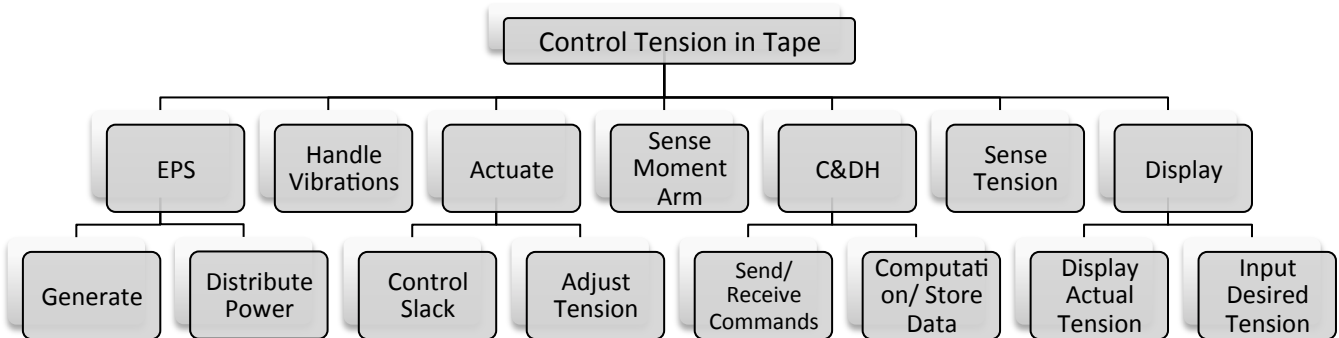 Control Tension in Tape
EPS
Handle
Vibrations
Actuate
Sense
Moment
Arm
C&DH
Sense
Tension
Display
Generate
Distribute
Power
Control
Slack
Adjust
Tension
Send/
Receive
Commands
Computati
on/ Store
Data
Display
Actual
Tension
Input
Desired
Tension